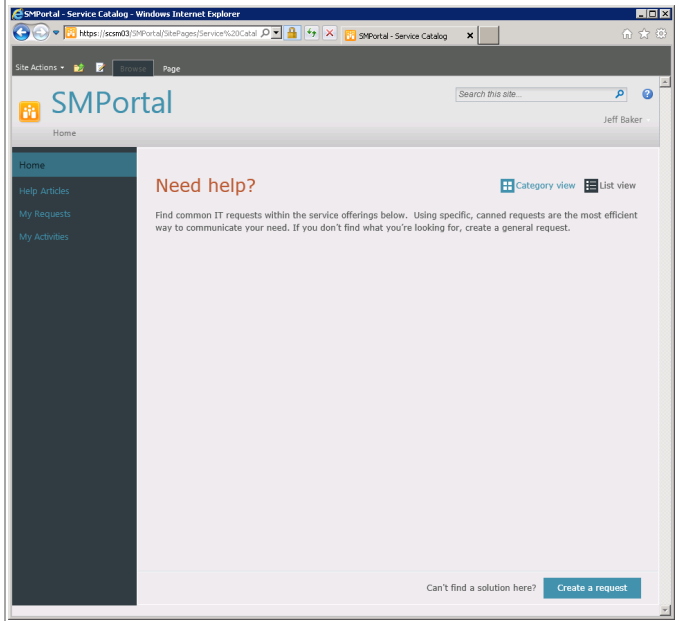 SMPortal - Service Catalog - Windows Internet Explorer
https://scsm03/SMPortal/SitePages/Service%20Catal
SMPortal - Service Catalog
Site Actions
Browse
Page
SMPortal
Search this site...
Jeff Baker
Home
Home
Help Articles
My Requests
My Activities
Need help?
Category view
List view
Find common IT requests within the service offerings below. Using specific, canned requests are the most efficient
way to communicate your need. If you don't find what you're looking for, create a general request.
Can't find a solution here?
Create a request